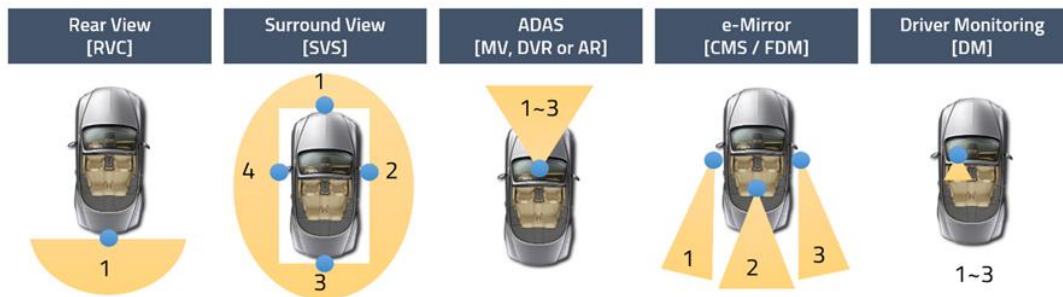 Rear View
[RVC]
Surround View
[SVS]
ADAS
[MV, DVR or AR]
e-Mirror
[CMS / FDM]
Driver Monitoring
[DM]
1
1
4
2
3
1~3
1
2
3
1~3